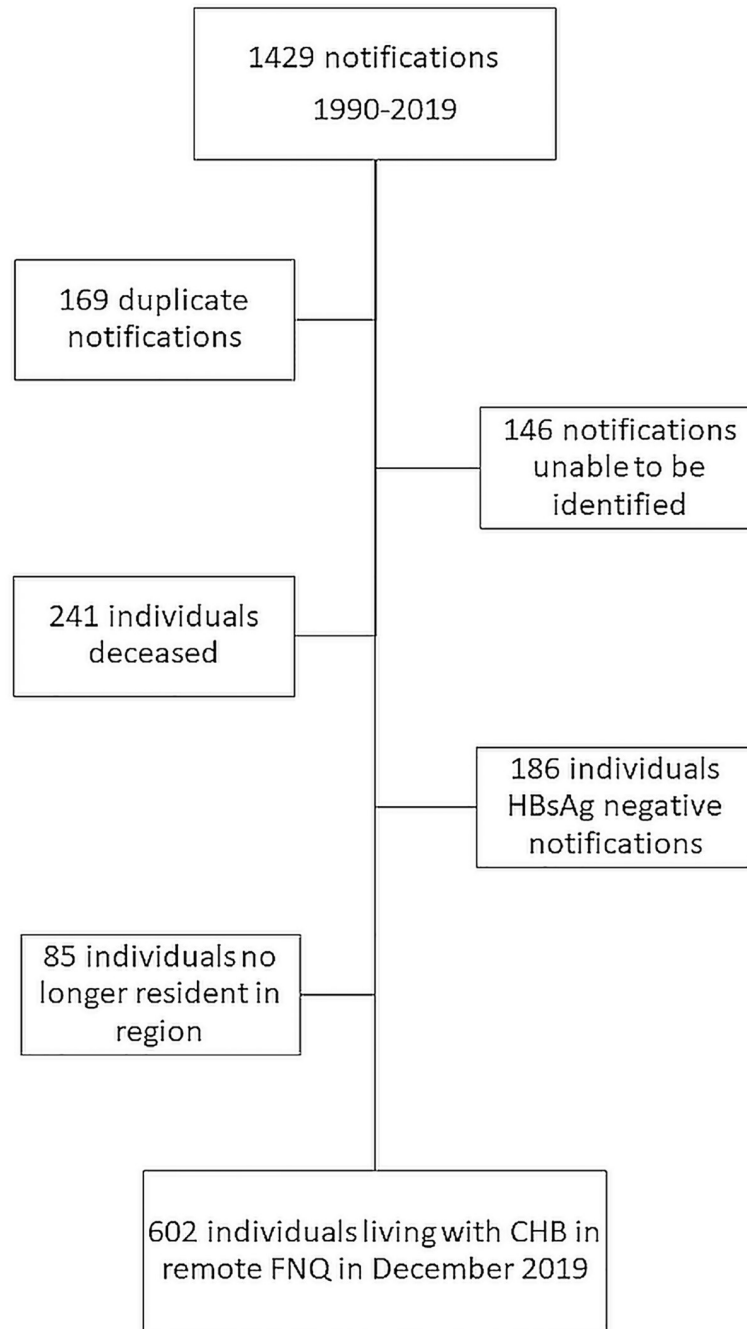 1429 notifications
1990-2019
169 duplicate
notifications
146 notifications
unable to be
identified
241 individuals
deceased
186 individuals
HBsAg negative
notifications
85 individuals no
longer resident in
region
602 individuals living with CHB in
remote FNQ in December 2019